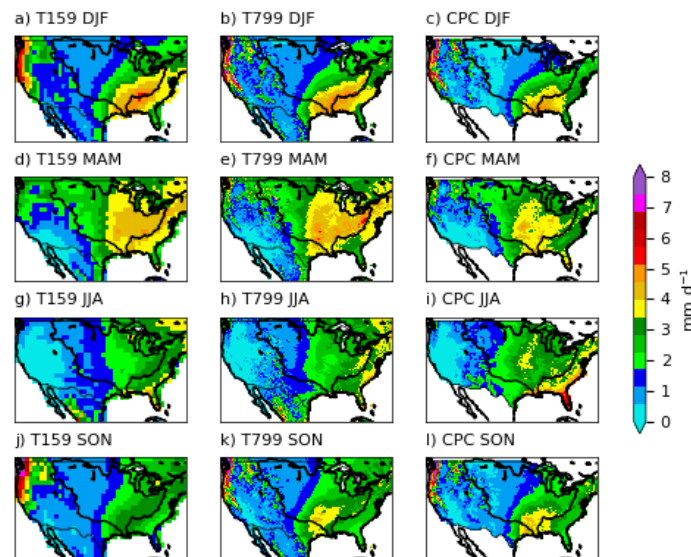 a) T159 DJF
b) T799 DJF
c) CPC DJF
d) T159 MAM
e) T799 MAM
f) CPC MAM
g) T159 JJA
h) T799 JJA
i) CPC JJA
j) T159 SON
k) T799 SON
l) CPC SON
8
7
6
5
4
3
2
1
0
mm d⁻¹